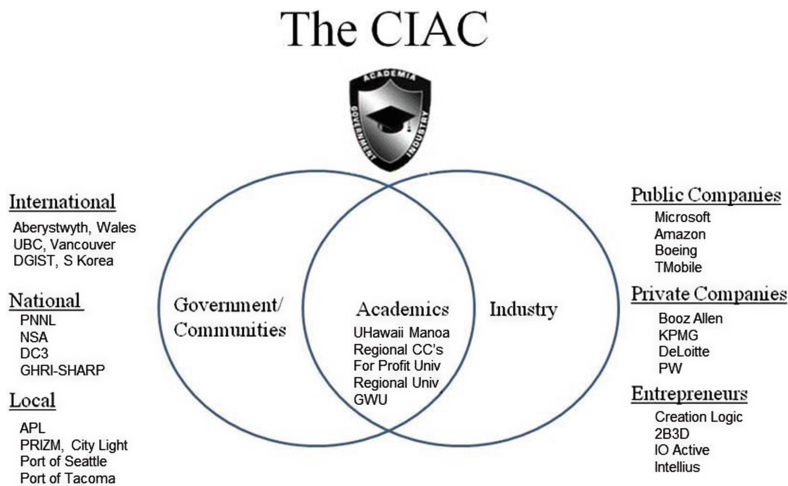 The CIAC
ACADEMIA
GOVERNMENT
INDUSTRY
International
Aberystwyth, Wales
UBC, Vancouver
DGIST, S Korea
National
PNNL
NSA
DC3
GHRI-SHARP
Local
APL
PRIZM, City Light
Port of Seattle
Port of Tacoma
Government/
Communities
Academics
UHawaii Manoa
Regional CC's
For Profit Univ
Regional Univ
GWU
Industry
Public Companies
Microsoft
Amazon
Boeing
TMobile
Private Companies
Booz Allen
KPMG
DeLoitte
PW
Entrepreneurs
Creation Logic
2B3D
IO Active
Intellius